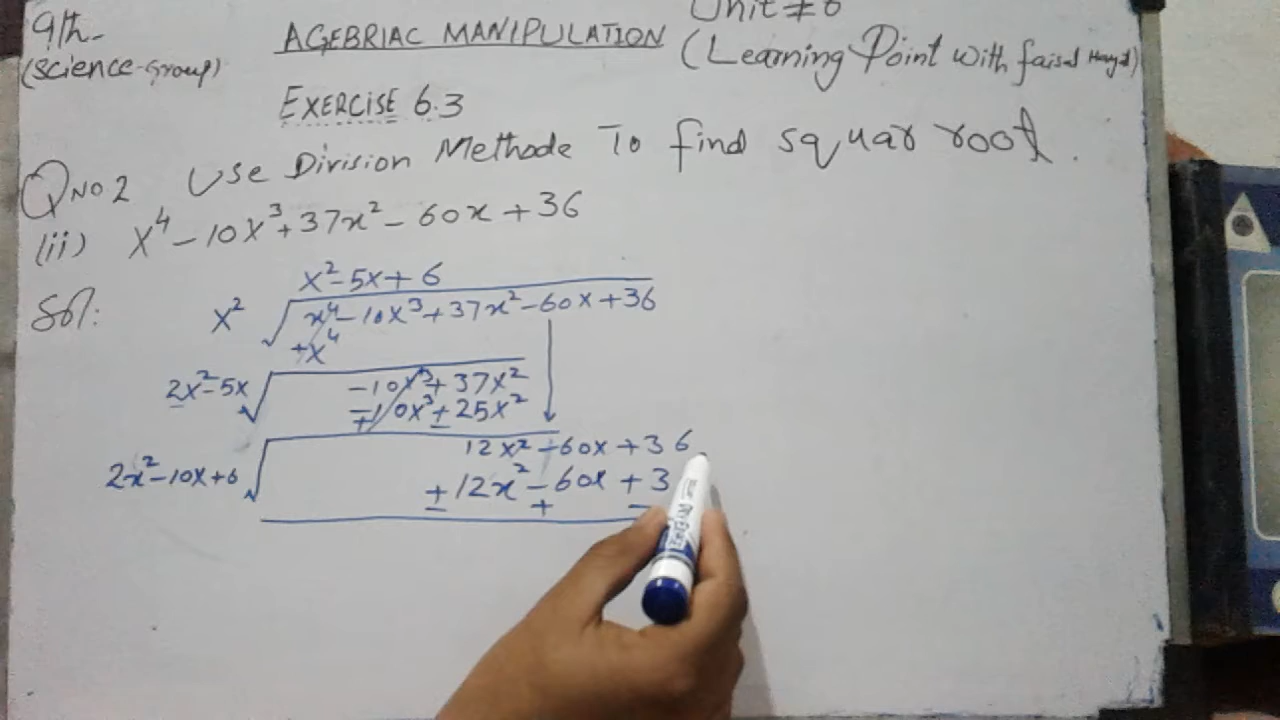 9th-
(Science-Group)
AGEBRIAC MANIPULATION
Unit #6
(Learning Point with faisal Hayat)
EXERCISE 6.3
Q NO 2 Use Division Methode To find squar root.
(ii) x⁴ - 10x³ + 37x² - 60x + 36
Sol:
x² - 5x + 6
x² √ x⁴ - 10x³ + 37x² - 60x + 36
+x⁴
2x² - 5x √ -10x³ + 37x²
∓10x³ ± 25x²
2x² - 10x + 6 √ 12x² - 60x + 36
± 12x² - 60x + 3
+ -